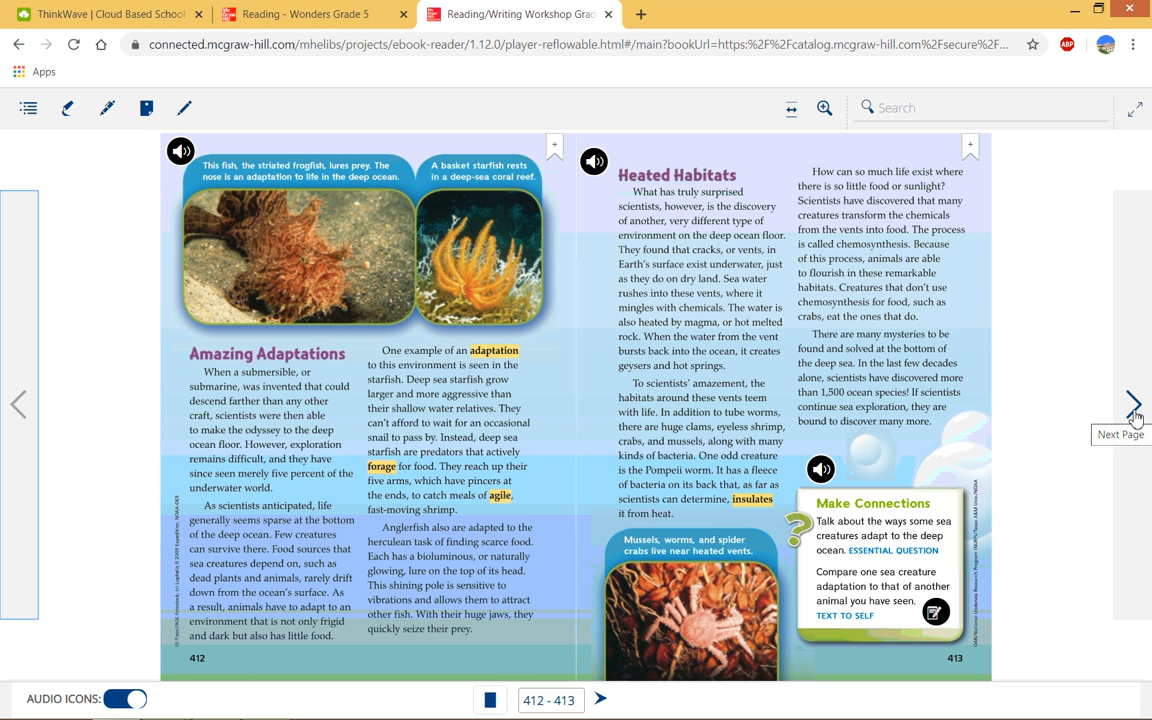 ThinkWave | Cloud Based School
Reading - Wonders Grade 5
Reading/Writing Workshop Grad
connected.mcgraw-hill.com/mhelibs/projects/ebook-reader/1.12.0/player-reflowable.html#/main?bookUrl=https:%2F%2Fcatalog.mcgraw-hill.com%2Fsecure%2F...
ABP
Apps
Search
This fish, the striated frogfish, lures prey. The
nose is an adaptation to life in the deep ocean.
A basket starfish rests
in a deep-sea coral reef.
Amazing Adaptations
When a submersible, or
submarine, was invented that could
descend farther than any other
craft, scientists were then able
to make the odyssey to the deep
ocean floor. However, exploration
remains difficult, and they have
since seen merely five percent of the
underwater world.
As scientists anticipated, life
generally seems sparse at the bottom
of the deep ocean. Few creatures
can survive there. Food sources that
sea creatures depend on, such as
dead plants and animals, rarely drift
down from the ocean's surface. As
a result, animals have to adapt to an
environment that is not only frigid
and dark but also has little food.
412
One example of an adaptation
to this environment is seen in the
starfish. Deep sea starfish grow
larger and more aggressive than
their shallow water relatives. They
can't afford to wait for an occasional
snail to pass by. Instead, deep sea
starfish are predators that actively
forage for food. They reach up their
five arms, which have pincers at
the ends, to catch meals of agile,
fast-moving shrimp.
Anglerfish also are adapted to the
herculean task of finding scarce food.
Each has a bioluminous, or naturally
glowing, lure on the top of its head.
This shining pole is sensitive to
vibrations and allows them to attract
other fish. With their huge jaws, they
quickly seize their prey.
Heated Habitats
What has truly surprised
scientists, however, is the discovery
of another, very different type of
environment on the deep ocean floor.
They found that cracks, or vents, in
Earth's surface exist underwater, just
as they do on dry land. Sea water
rushes into these vents, where it
mingles with chemicals. The water is
also heated by magma, or hot melted
rock. When the water from the vent
bursts back into the ocean, it creates
geysers and hot springs.
To scientists' amazement, the
habitats around these vents teem
with life. In addition to tube worms,
there are huge clams, eyeless shrimp,
crabs, and mussels, along with many
kinds of bacteria. One odd creature
is the Pompeii worm. It has a fleece
of bacteria on its back that, as far as
scientists can determine, insulates
it from heat.
Mussels, worms, and spider
crabs live near heated vents.
How can so much life exist where
there is so little food or sunlight?
Scientists have discovered that many
creatures transform the chemicals
from the vents into food. The process
is called chemosynthesis. Because
of this process, animals are able
to flourish in these remarkable
habitats. Creatures that don't use
chemosynthesis for food, such as
crabs, eat the ones that do.
There are many mysteries to be
found and solved at the bottom of
the deep sea. In the last few decades
alone, scientists have discovered more
than 1,500 ocean species! If scientists
continue sea exploration, they are
bound to discover many more.
?
Make Connections
Talk about the ways some sea
creatures adapt to the deep
ocean. ESSENTIAL QUESTION
Compare one sea creature
adaptation to that of another
animal you have seen.
TEXT TO SELF
413
Next Page
AUDIO ICONS:
412 - 413